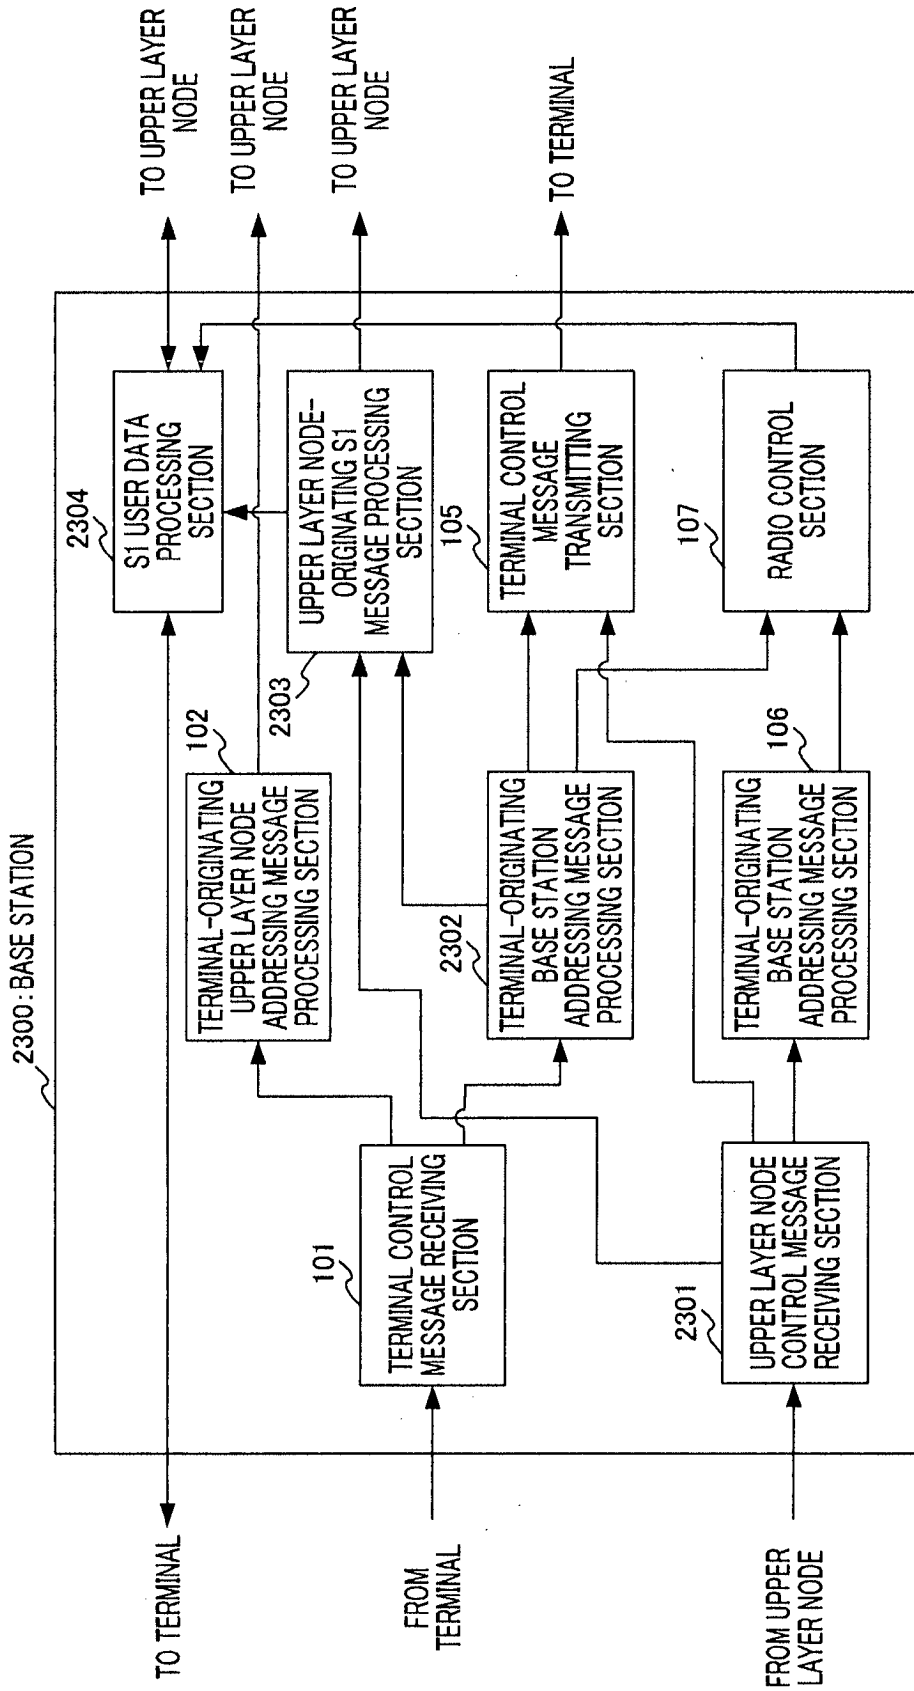 2300 : BASE STATION
TO TERMINAL
FROM
TERMINAL
FROM UPPER
LAYER NODE
101
TERMINAL CONTROL
MESSAGE RECEIVING
SECTION
2301
UPPER LAYER NODE
CONTROL MESSAGE
RECEIVING SECTION
102
TERMINAL-ORIGINATING
UPPER LAYER NODE
ADDRESSING MESSAGE
PROCESSING SECTION
2302
TERMINAL-ORIGINATING
BASE STATION
ADDRESSING MESSAGE
PROCESSING SECTION
106
TERMINAL-ORIGINATING
BASE STATION
ADDRESSING MESSAGE
PROCESSING SECTION
2304
S1 USER DATA
PROCESSING
SECTION
2303
UPPER LAYER NODE-
ORIGINATING S1
MESSAGE PROCESSING
SECTION
105
TERMINAL CONTROL
MESSAGE
TRANSMITTING
SECTION
107
RADIO CONTROL
SECTION
TO UPPER LAYER
NODE
TO UPPER LAYER
NODE
TO UPPER LAYER
NODE
TO TERMINAL